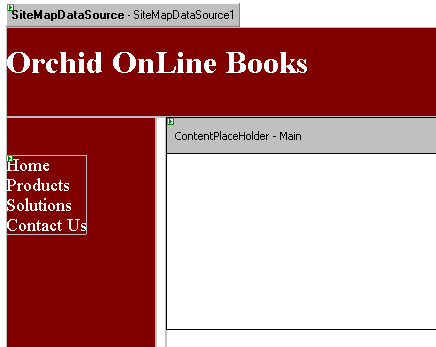 SiteMapDataSource - SiteMapDataSource1
Orchid OnLine Books
ContentPlaceHolder - Main
Home
Products
Solutions
Contact Us